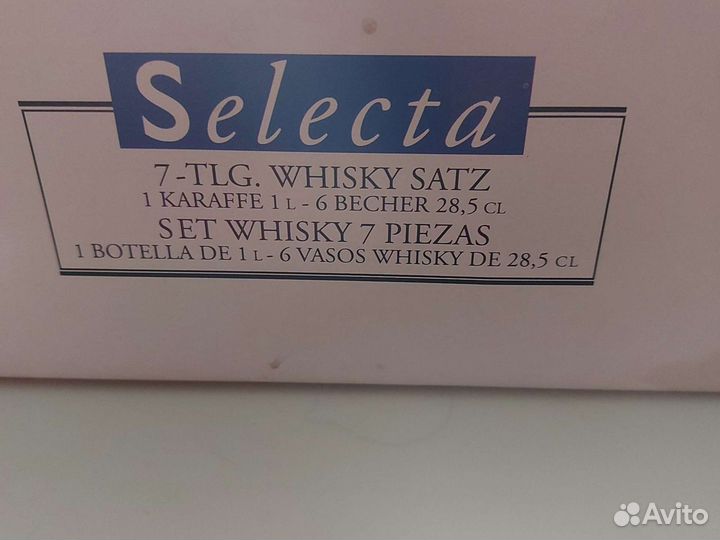 Selecta
7-TLG. WHISKY SATZ
1 KARAFFE 1 L - 6 BECHER 28,5 CL
SET WHISKY 7 PIEZAS
1 BOTELLA DE 1 L - 6 VASOS WHISKY DE 28,5 CL
Avito